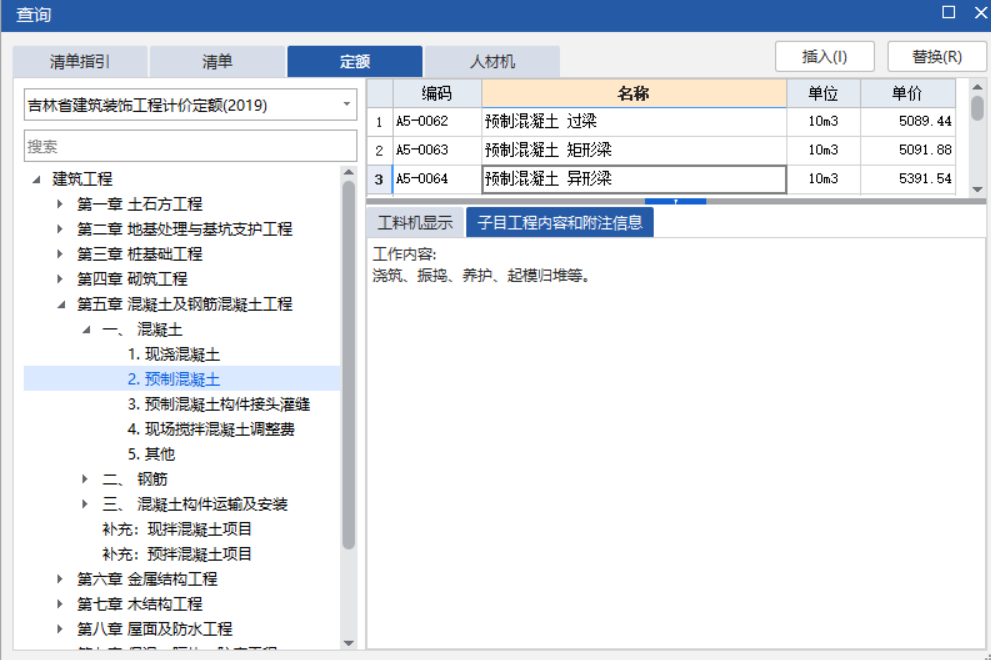 查询
清单指引 清单 定额 人材机 插入(I) 替换(R)
吉林省建筑装饰工程计价定额(2019)
搜索
建筑工程
第一章 土石方工程
第二章 地基处理与基坑支护工程
第三章 桩基础工程
第四章 砌筑工程
第五章 混凝土及钢筋混凝土工程
一、 混凝土
1. 现浇混凝土
2. 预制混凝土
3. 预制混凝土构件接头灌缝
4. 现场搅拌混凝土调整费
5. 其他
二、 钢筋
三、 混凝土构件运输及安装
补充：现拌混凝土项目
补充：预拌混凝土项目
第六章 金属结构工程
第七章 木结构工程
第八章 屋面及防水工程
编码 名称 单位 单价
1 A5-0062 预制混凝土 过梁 10m3 5089.44
2 A5-0063 预制混凝土 矩形梁 10m3 5091.88
3 A5-0064 预制混凝土 异形梁 10m3 5391.54
工料机显示 子目工程内容和附注信息
工作内容:
浇筑、振捣、养护、起模归堆等。